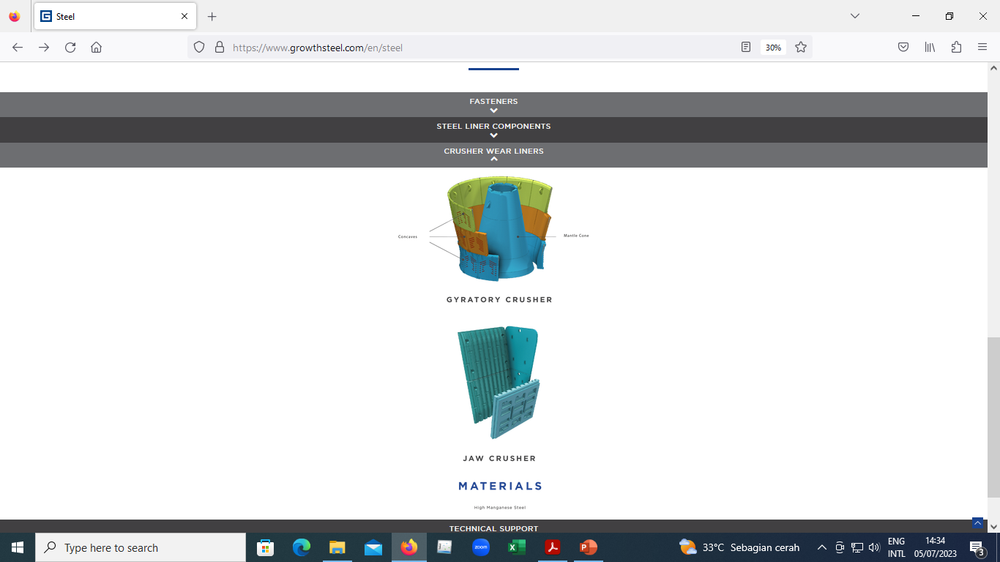 Steel
https://www.growthsteel.com/en/steel
30%
FASTENERS
STEEL LINER COMPONENTS
CRUSHER WEAR LINERS
Concaves
Mantle Cone
GYRATORY CRUSHER
JAW CRUSHER
MATERIALS
High Manganese Steel
TECHNICAL SUPPORT
Type here to search
zoom
33°C Sebagian cerah
ENG
INTL
14:34
05/07/2023
3